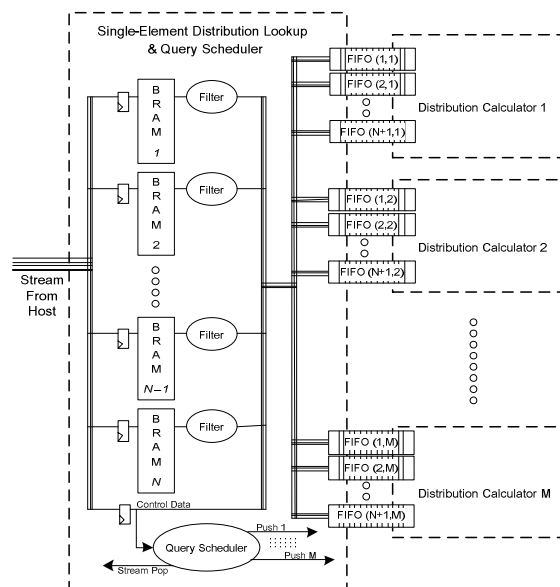 Single-Element Distribution Lookup
& Query Scheduler
B
R
A
M
1
Filter
B
R
A
M
2
Filter
B
R
A
M
N–1
Filter
B
R
A
M
N
Filter
Stream
From
Host
Control Data
Query Scheduler
Push 1
Push M
Stream Pop
FIFO (1,1)
FIFO (2,1)
FIFO (N+1,1)
Distribution Calculator 1
FIFO (1,2)
FIFO (2,2)
FIFO (N+1,2)
Distribution Calculator 2
FIFO (1,M)
FIFO (2,M)
FIFO (N+1,M)
Distribution Calculator M